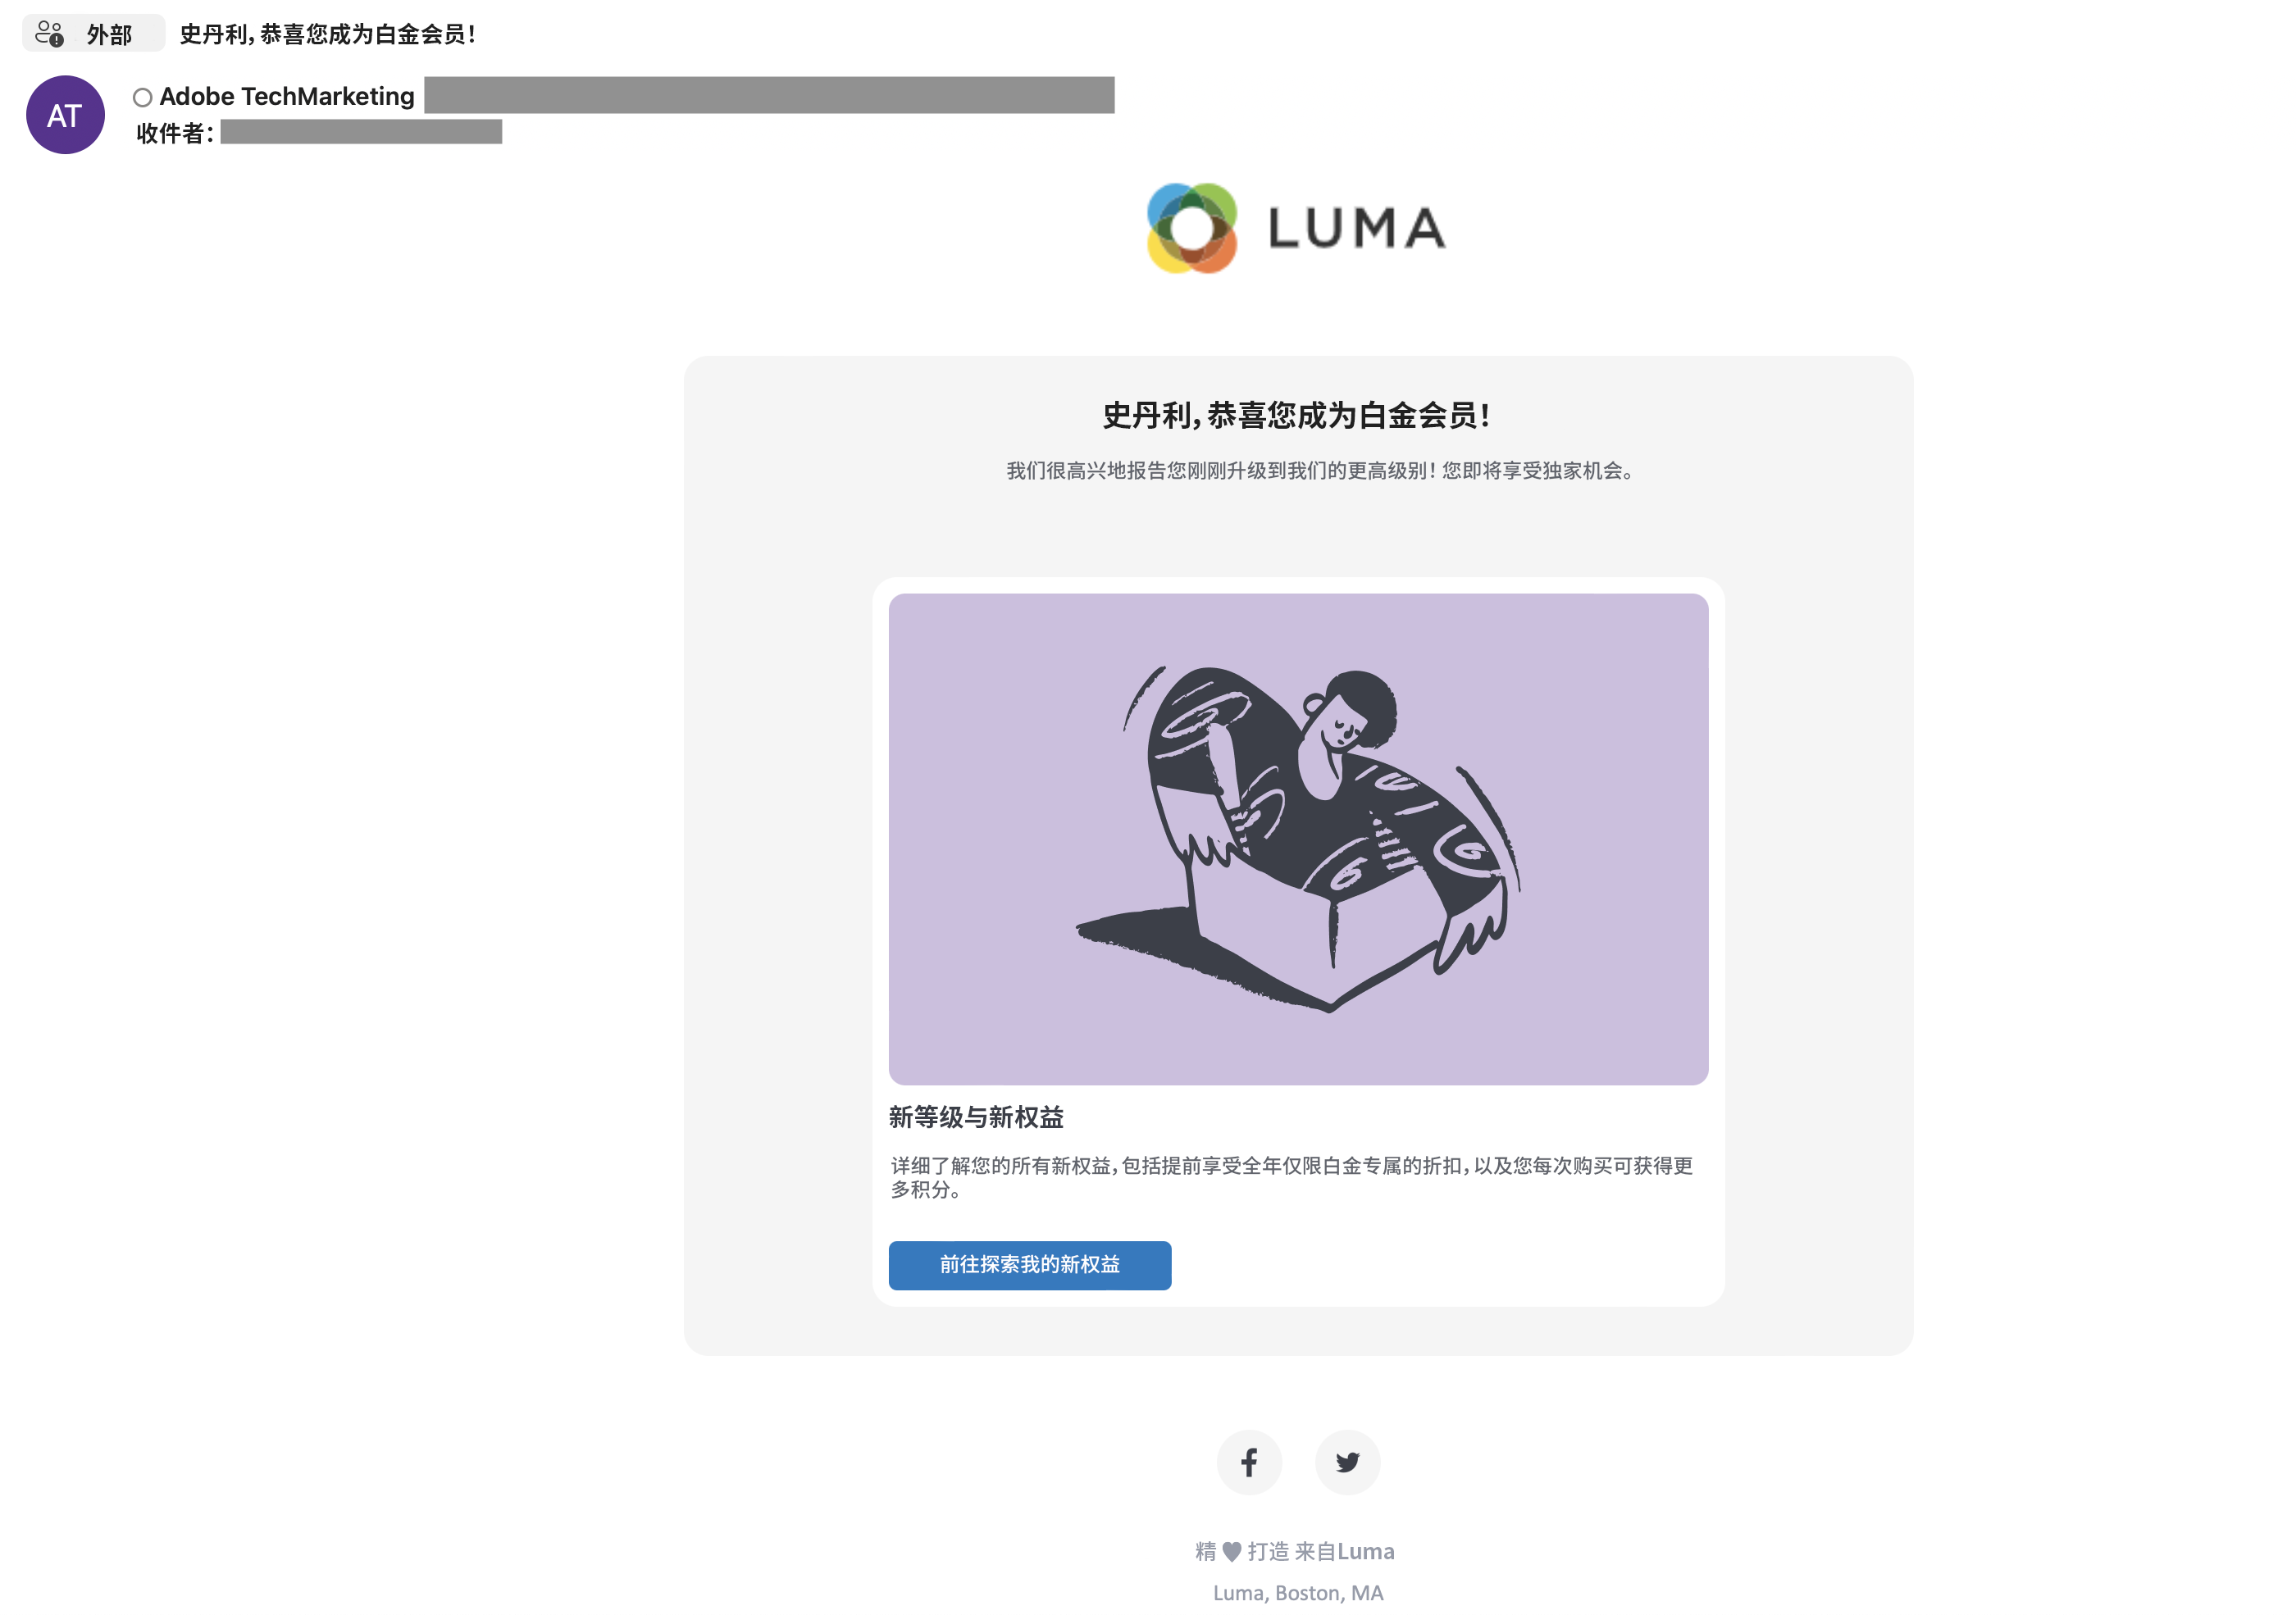 外部 史丹利，恭喜您成为白金会员！
AT
Adobe TechMarketing
收件者：
LUMA
史丹利，恭喜您成为白金会员！
我们很高兴地报告您刚刚升级到我们的更高级别！您即将享受独家机会。
新等级与新权益
详细了解您的所有新权益，包括提前享受全年仅限白金专属的折扣，以及您每次购买可获得更
多积分。
前往探索我的新权益
精 ♥ 打造 来自Luma
Luma, Boston, MA